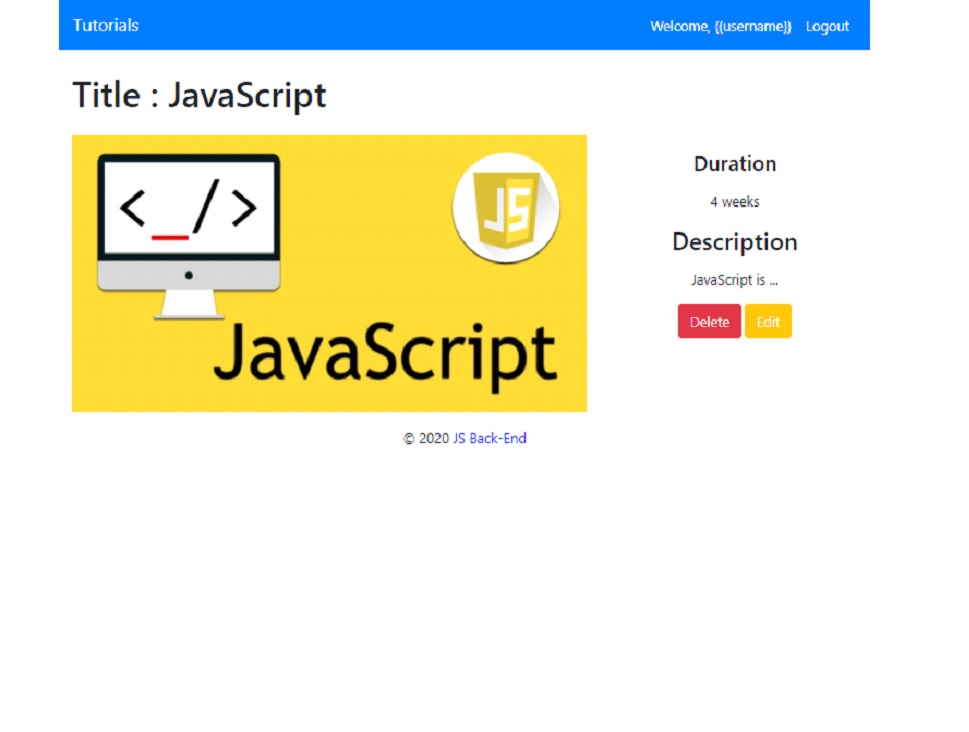 Tutorials
Welcome, {{username}} Logout
Title : JavaScript
<_/>
JS
JavaScript
Duration
4 weeks
Description
JavaScript is ...
Delete Edit
© 2020 JS Back-End